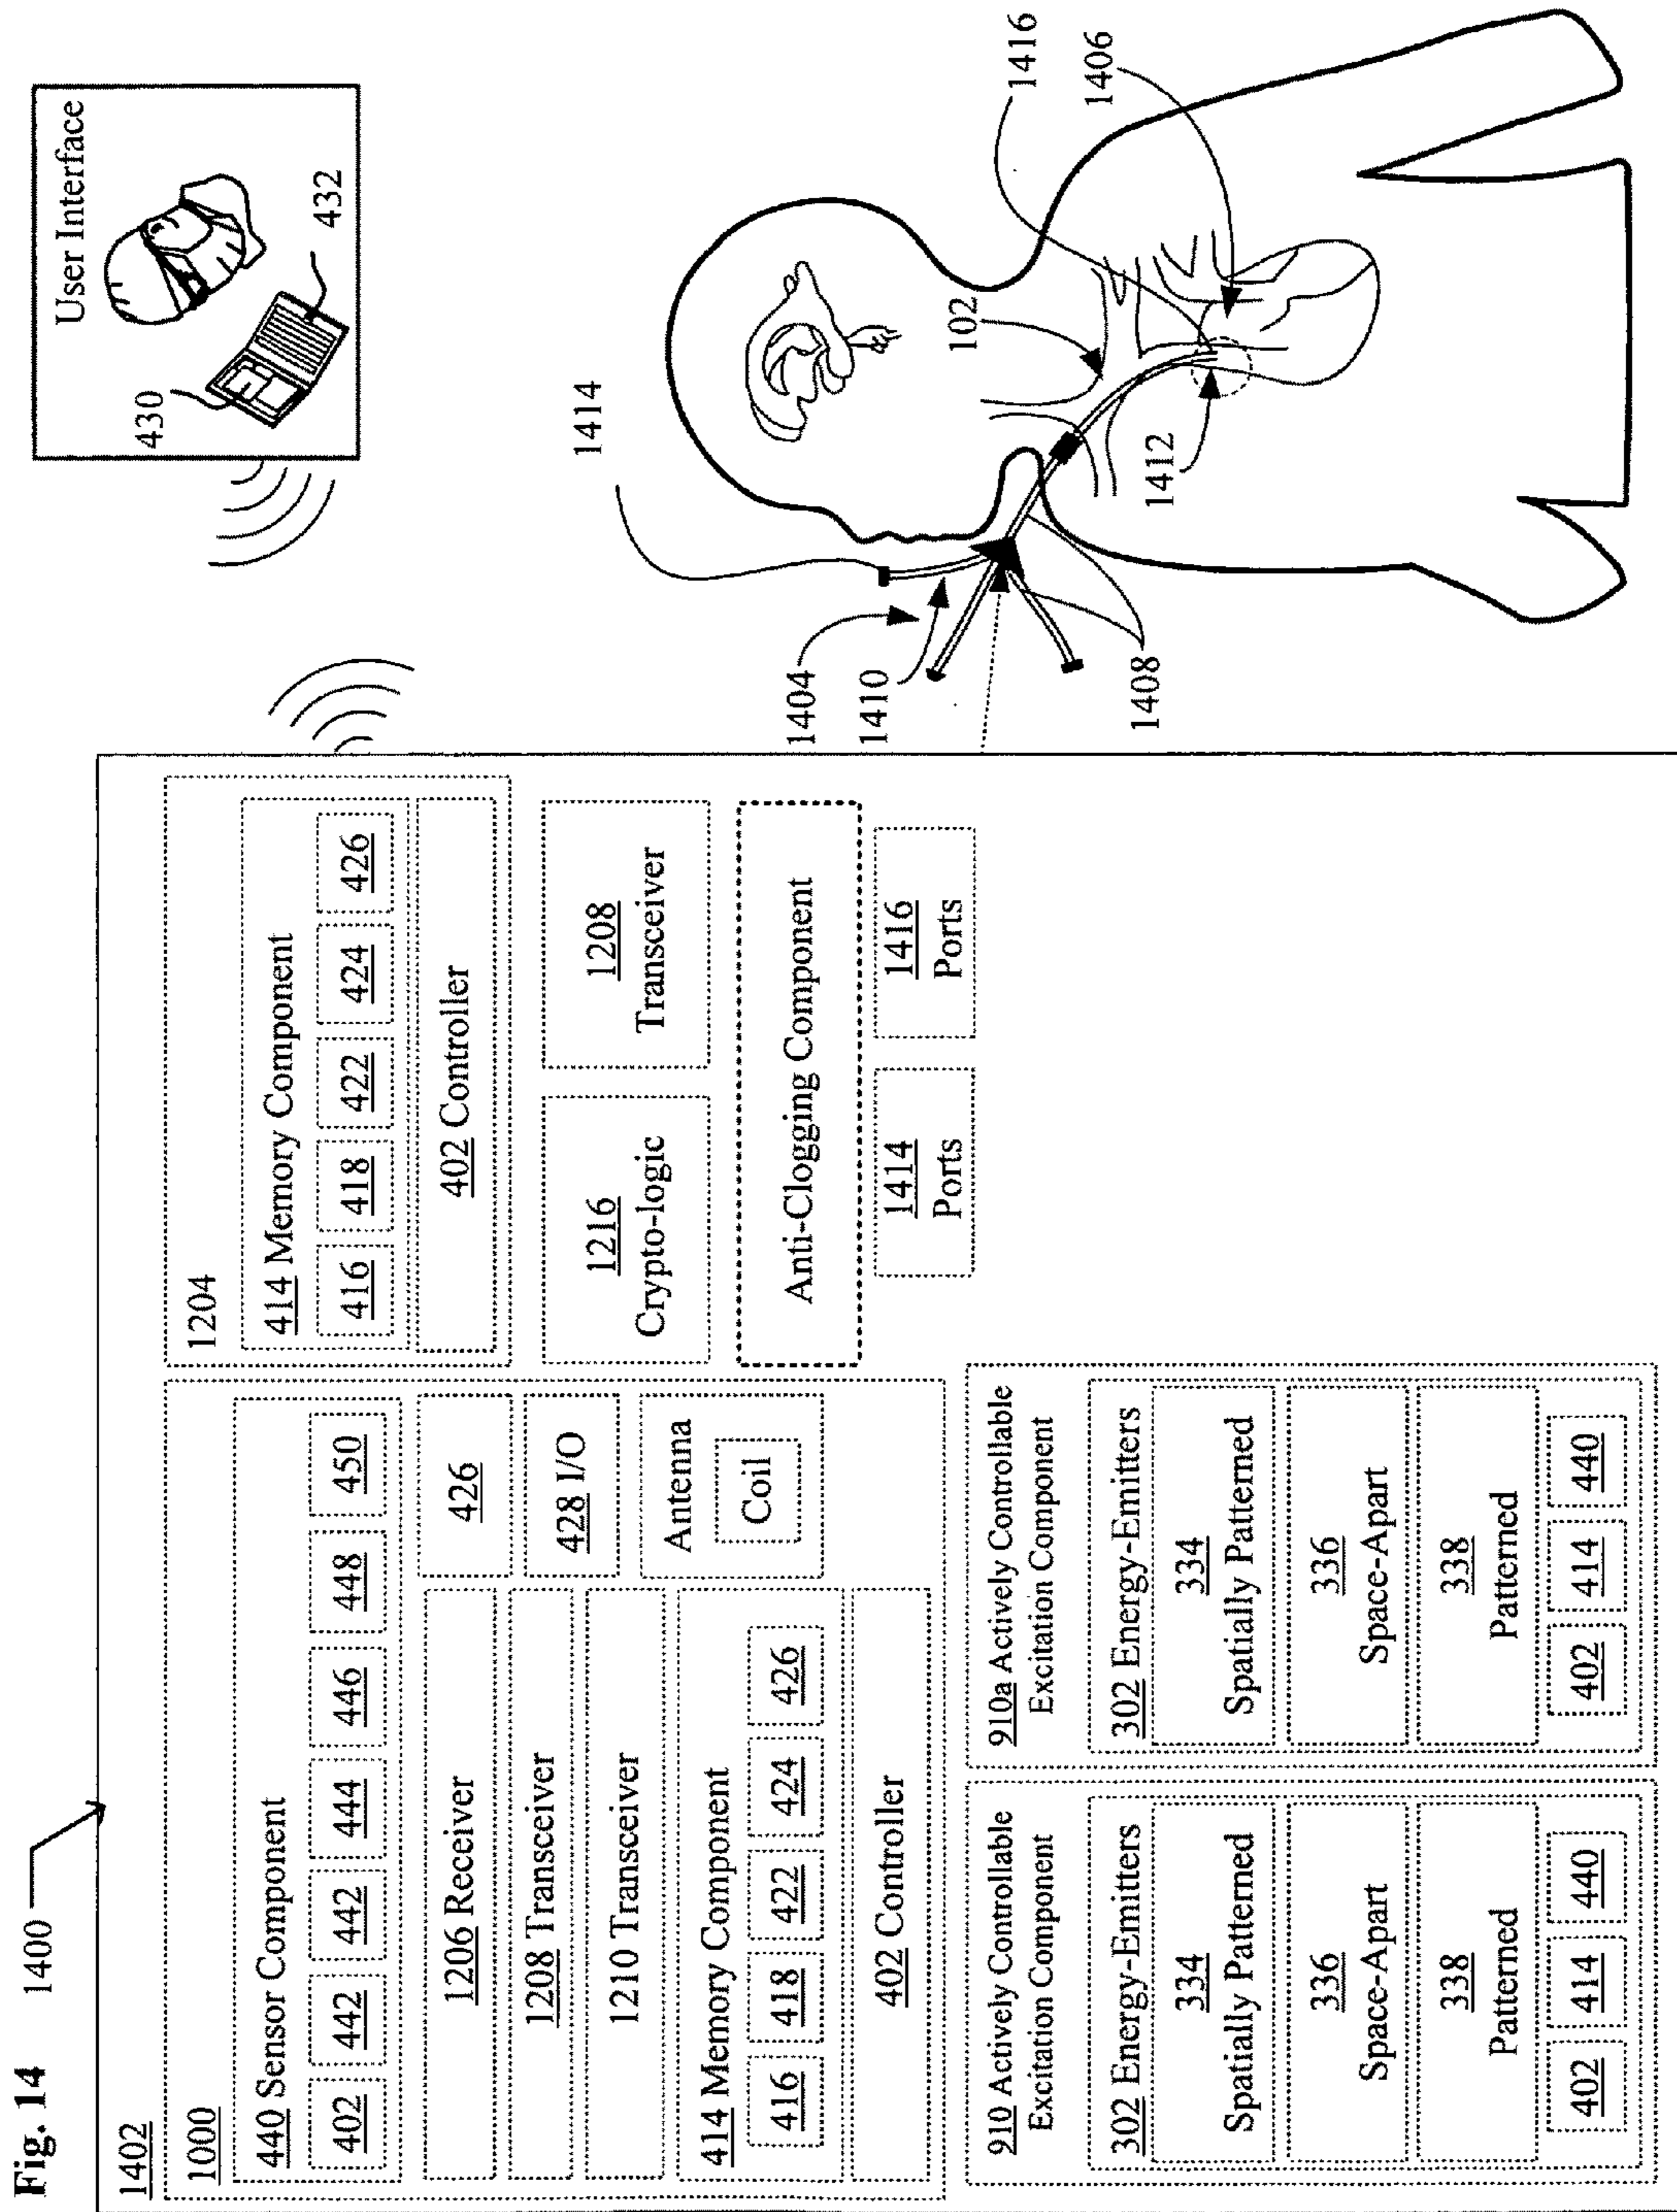 Fig. 14
1400
1402
1000
440 Sensor Component
402 442 442 444 446 448 450
1206 Receiver
426
1208 Transceiver
428 I/O
1210 Transceiver
Antenna
Coil
414 Memory Component
416 418 422 424 426
402 Controller
1204
414 Memory Component
416 418 422 424 426
402 Controller
1216
Crypto-logic
1208
Transceiver
Anti-Clogging Component
1414
Ports
1416
Ports
910 Actively Controllable
Excitation Component
302 Energy-Emitters
334
Spatially Patterned
336
Space-Apart
338
Patterned
402 414 440
910a Actively Controllable
Excitation Component
302 Energy-Emitters
334
Spatially Patterned
336
Space-Apart
338
Patterned
402 414 440
User Interface
430
432
1414
1404
1410
1408
102
1412
1416
1406